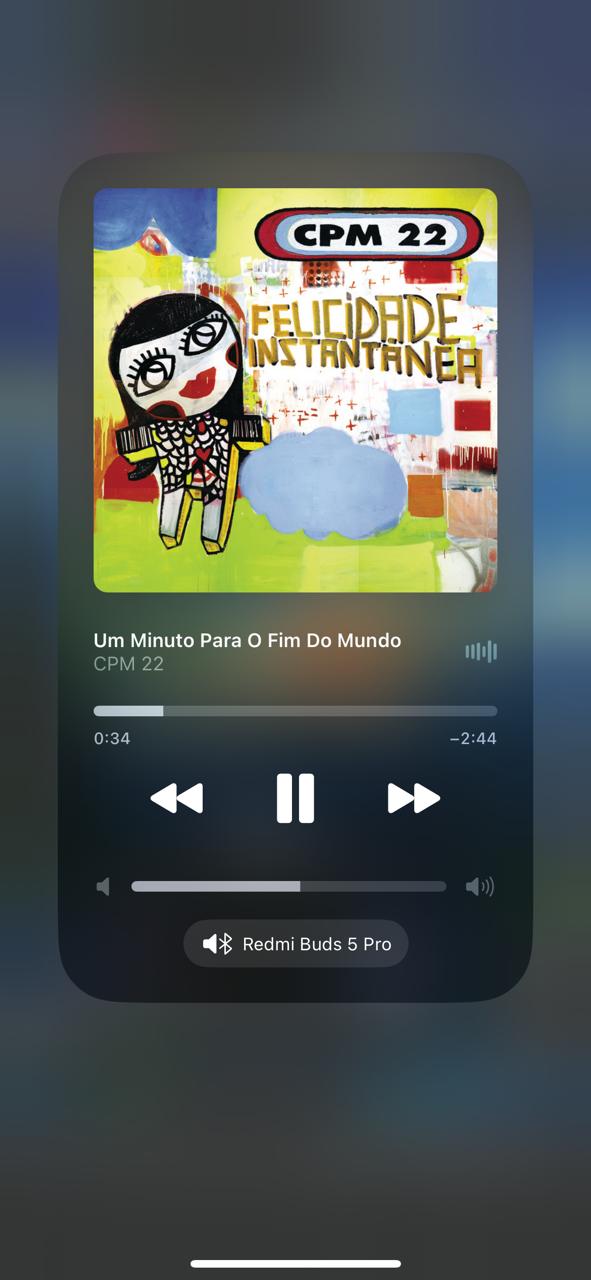 CPM 22
FELICIDADE
INSTANTÂNEA
Um Minuto Para O Fim Do Mundo
CPM 22
0:34
−2:44
Redmi Buds 5 Pro